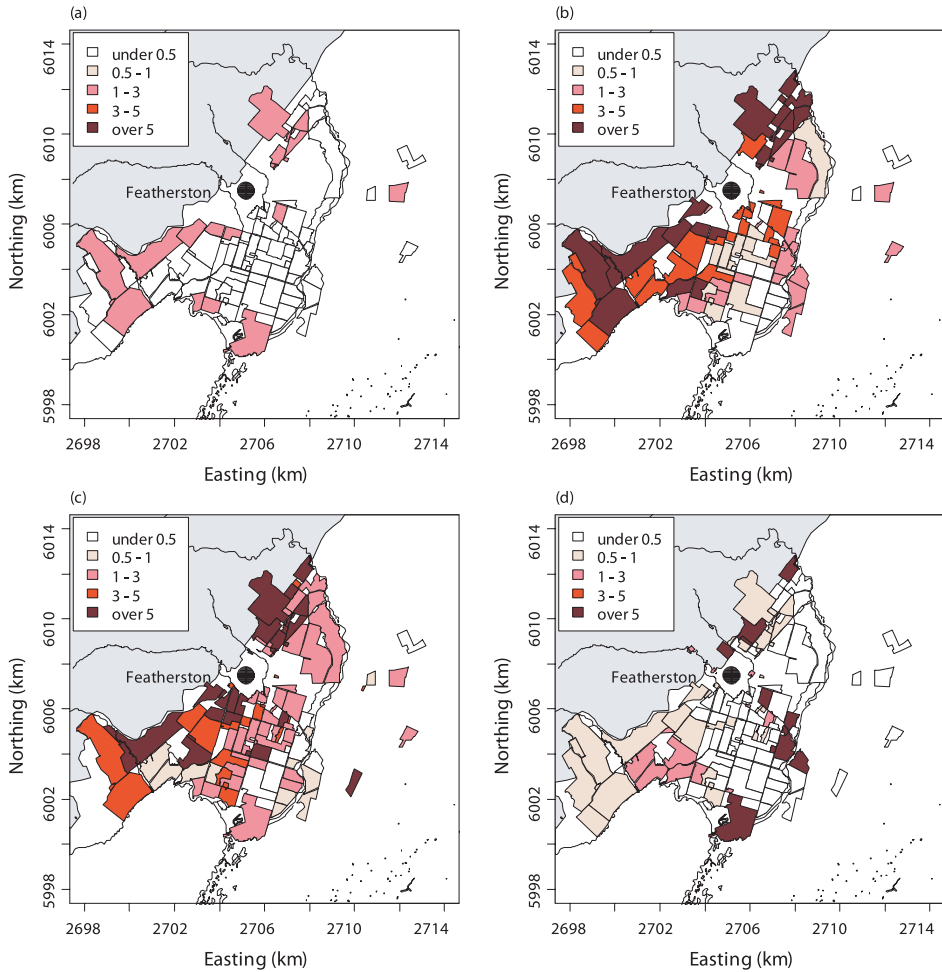 (a)
under 0.5
0.5 - 1
1 - 3
3 - 5
over 5
Featherston
Northing (km)
6014
6010
6006
6002
5998
2698 2702 2706 2710 2714
Easting (km)
(b)
under 0.5
0.5 - 1
1 - 3
3 - 5
over 5
Featherston
Northing (km)
6014
6010
6006
6002
5998
2698 2702 2706 2710 2714
Easting (km)
(c)
under 0.5
0.5 - 1
1 - 3
3 - 5
over 5
Featherston
Northing (km)
6014
6010
6006
6002
5998
2698 2702 2706 2710 2714
Easting (km)
(d)
under 0.5
0.5 - 1
1 - 3
3 - 5
over 5
Featherston
Northing (km)
6014
6010
6006
6002
5998
2698 2702 2706 2710 2714
Easting (km)